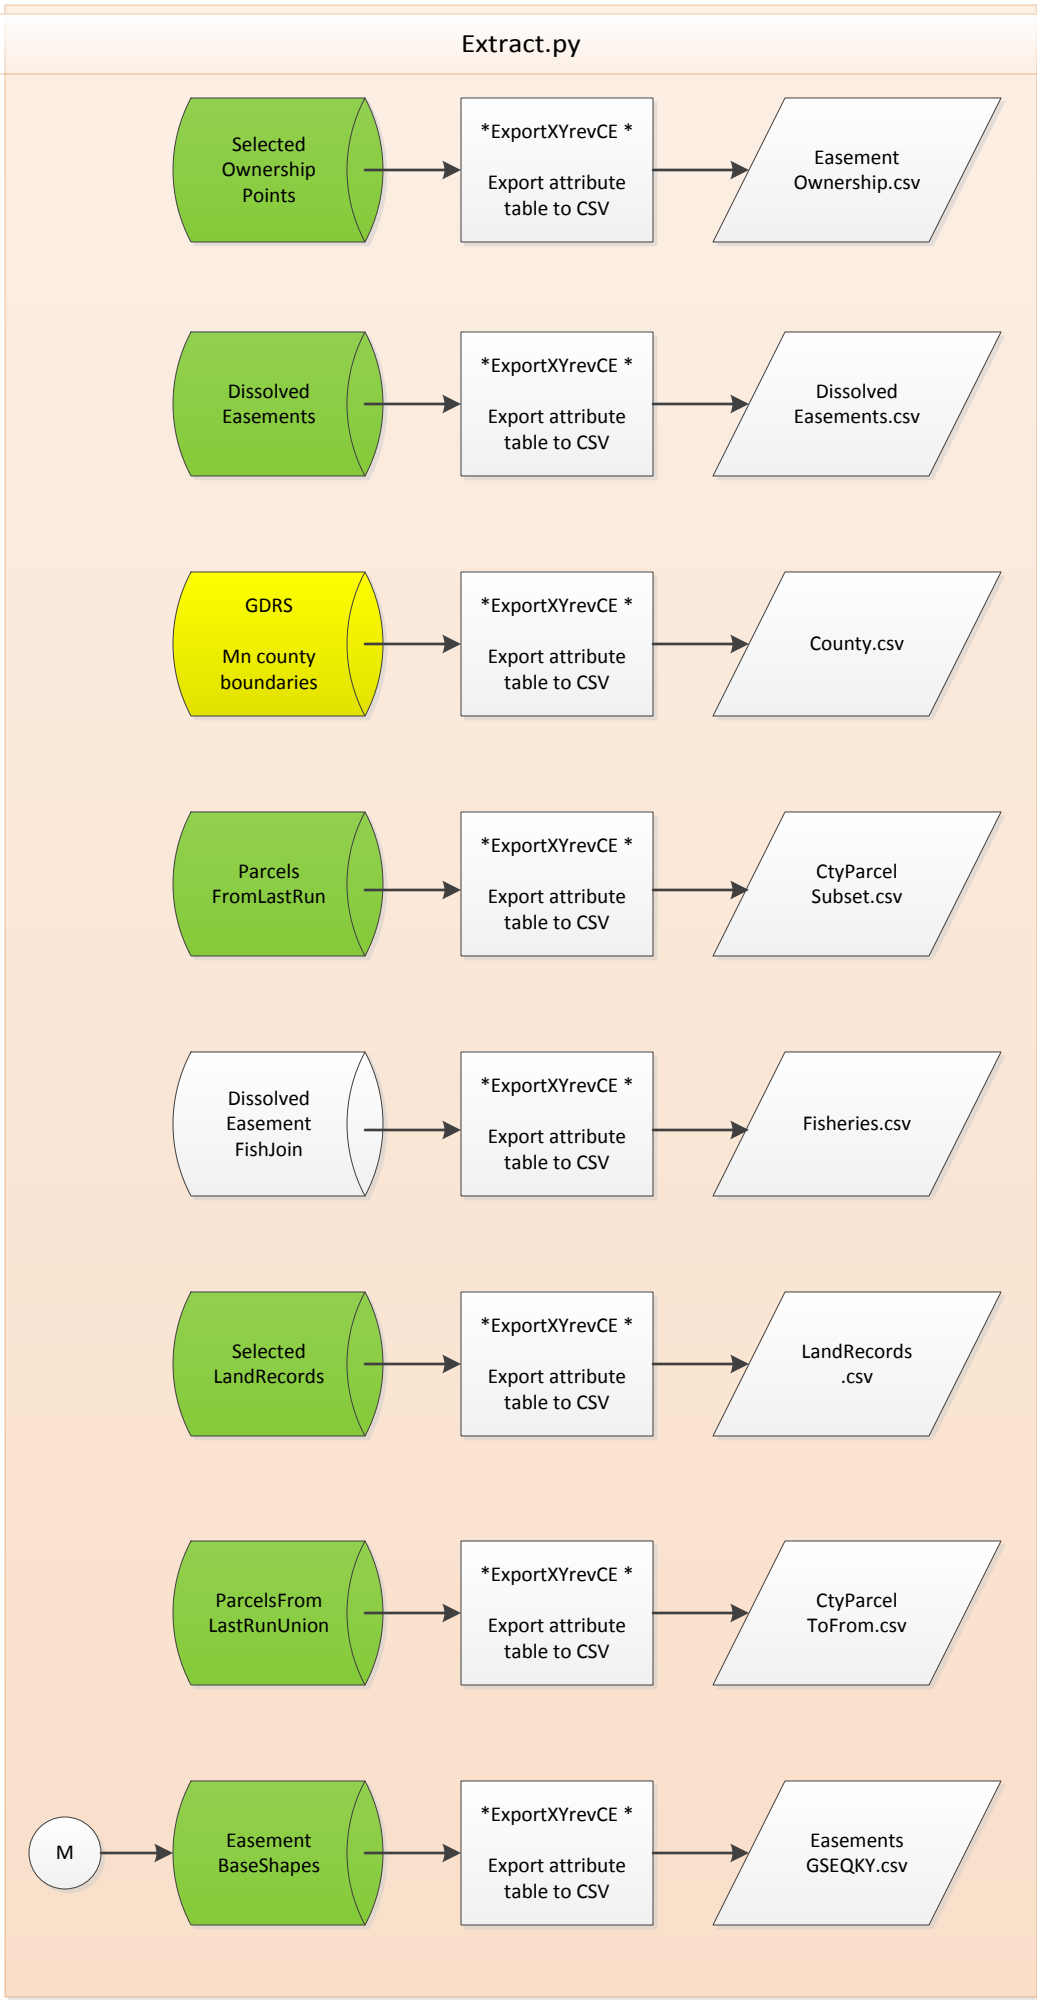 Extract.py
Selected
Ownership
Points
*ExportXYrevCE *
Export attribute
table to CSV
Easement
Ownership.csv
Dissolved
Easements
*ExportXYrevCE *
Export attribute
table to CSV
Dissolved
Easements.csv
GDRS
Mn county
boundaries
*ExportXYrevCE *
Export attribute
table to CSV
County.csv
Parcels
FromLastRun
*ExportXYrevCE *
Export attribute
table to CSV
CtyParcel
Subset.csv
Dissolved
Easement
FishJoin
*ExportXYrevCE *
Export attribute
table to CSV
Fisheries.csv
Selected
LandRecords
*ExportXYrevCE *
Export attribute
table to CSV
LandRecords
.csv
ParcelsFrom
LastRunUnion
*ExportXYrevCE *
Export attribute
table to CSV
CtyParcel
ToFrom.csv
M
Easement
BaseShapes
*ExportXYrevCE *
Export attribute
table to CSV
Easements
GSEQKY.csv